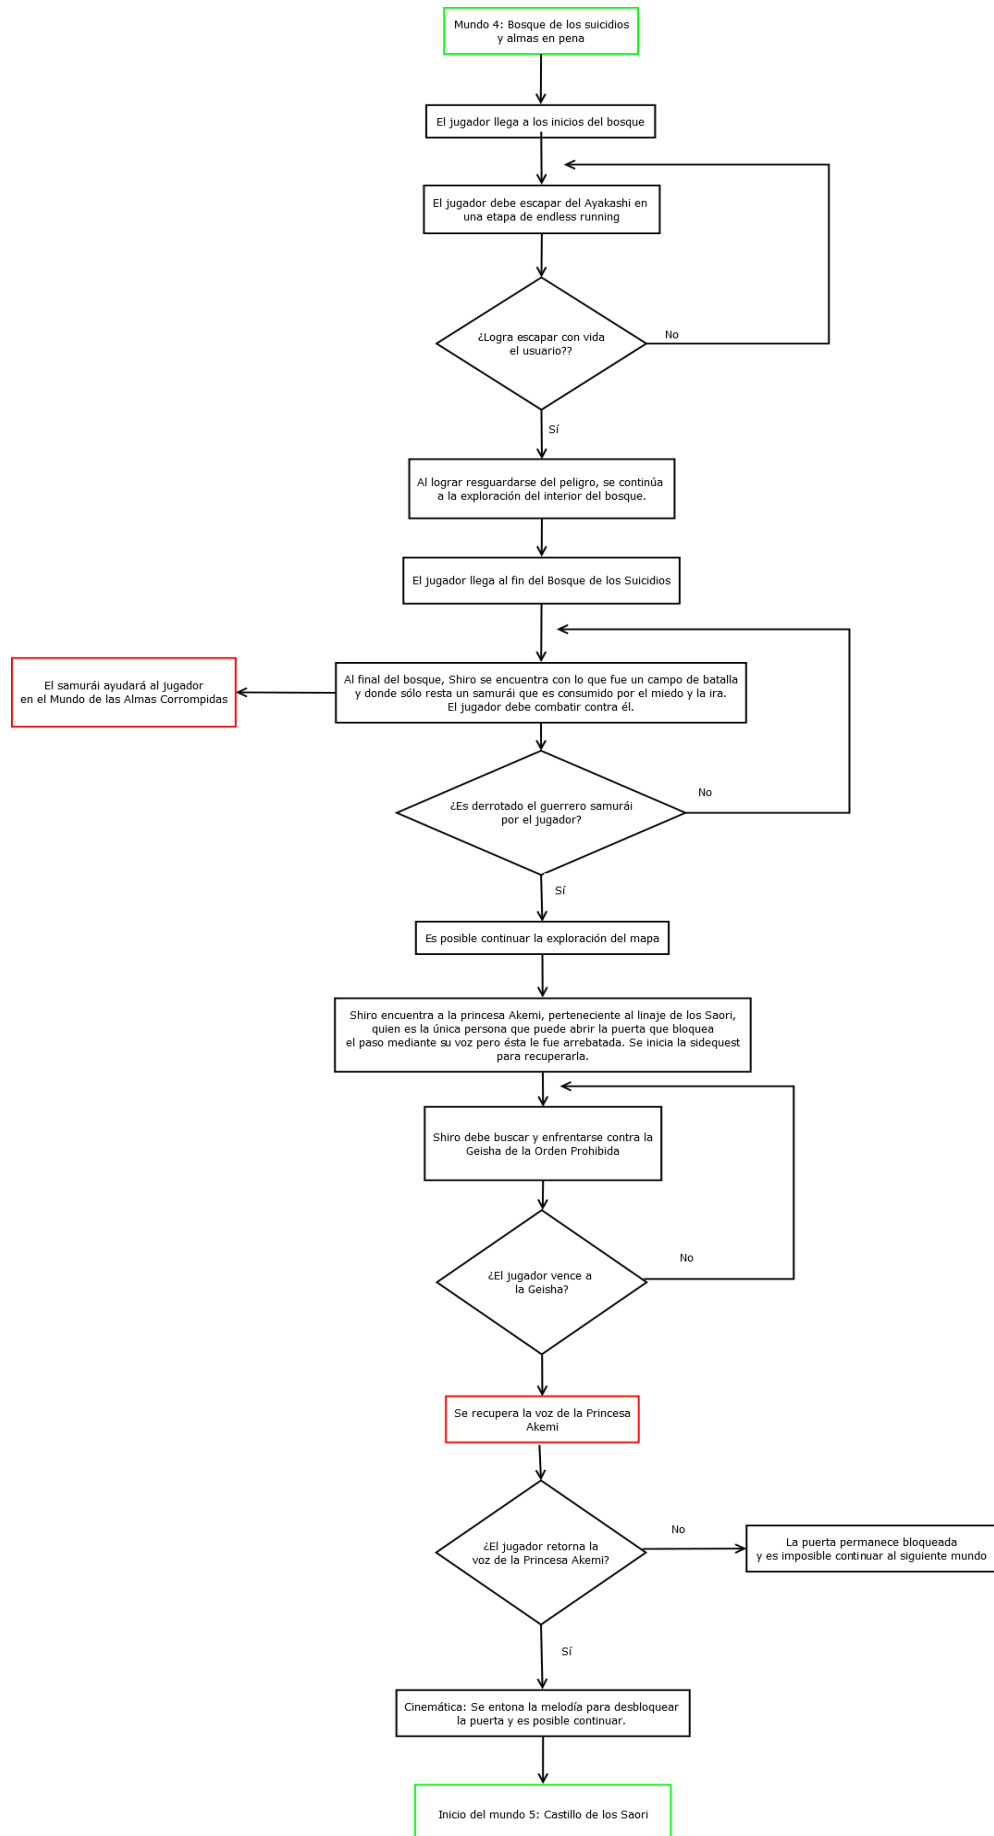 Mundo 4: Bosque de los suicidios
y almas en pena
El jugador llega a los inicios del bosque
El jugador debe escapar del Ayakashi en
una etapa de endless running
¿Logra escapar con vida
el usuario??
No
Sí
Al lograr resguardarse del peligro, se continúa
a la exploración del interior del bosque.
El jugador llega al fin del Bosque de los Suicidios
El samurái ayudará al jugador
en el Mundo de las Almas Corrompidas
Al final del bosque, Shiro se encuentra con lo que fue un campo de batalla
y donde sólo resta un samurái que es consumido por el miedo y la ira.
El jugador debe combatir contra él.
¿Es derrotado el guerrero samurái
por el jugador?
No
Sí
Es posible continuar la exploración del mapa
Shiro encuentra a la princesa Akemi, perteneciente al linaje de los Saori,
quien es la única persona que puede abrir la puerta que bloquea
el paso mediante su voz pero ésta le fue arrebatada. Se inicia la sidequest
para recuperarla.
Shiro debe buscar y enfrentarse contra la
Geisha de la Orden Prohibida
¿El jugador vence a
la Geisha?
No
Se recupera la voz de la Princesa
Akemi
¿El jugador retorna la
voz de la Princesa Akemi?
No
La puerta permanece bloqueada
y es imposible continuar al siguiente mundo
Sí
Cinemática: Se entona la melodía para desbloquear
la puerta y es posible continuar.
Inicio del mundo 5: Castillo de los Saori